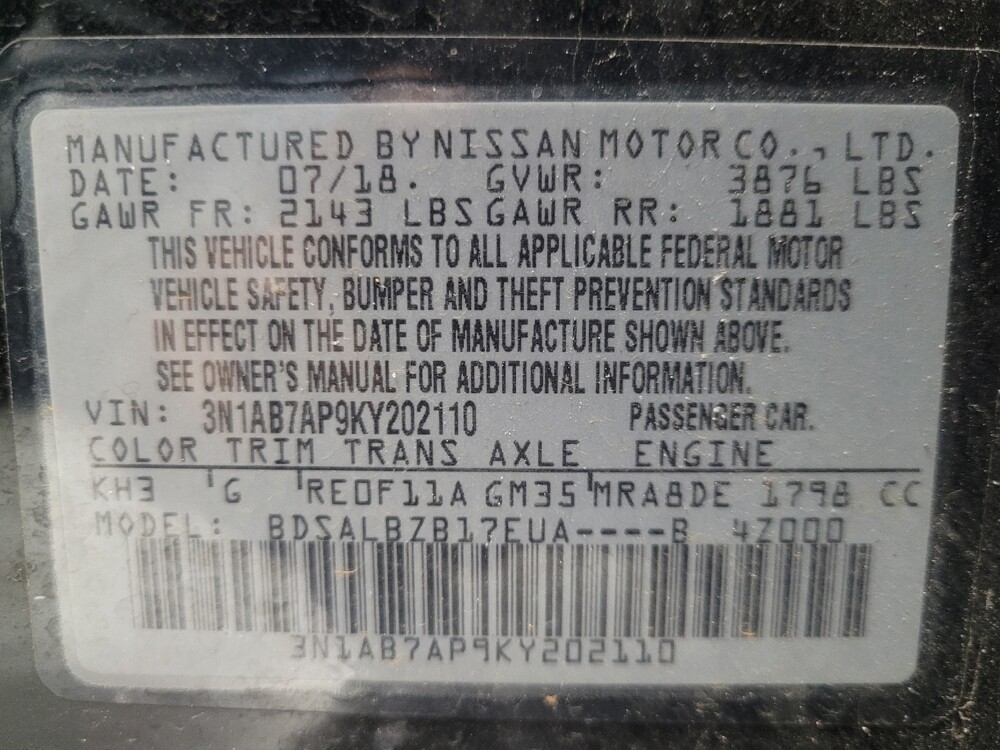 MANUFACTURED BY NISSAN MOTOR CO., LTD.
DATE: 07/18. GVWR: 3876 LBS
GAWR FR: 2143 LBS GAWR RR: 1881 LBS
THIS VEHICLE CONFORMS TO ALL APPLICABLE FEDERAL MOTOR
VEHICLE SAFETY, BUMPER AND THEFT PREVENTION STANDARDS
IN EFFECT ON THE DATE OF MANUFACTURE SHOWN ABOVE.
SEE OWNER'S MANUAL FOR ADDITIONAL INFORMATION.
VIN: 3N1AB7AP9KY202110 PASSENGER CAR.
COLOR TRIM TRANS AXLE ENGINE
KH3 G RE0F11A GM35 MRA8DE 1798 CC
MODEL: BDSALBZB17EUA----B 4Z000
3N1AB7AP9KY202110